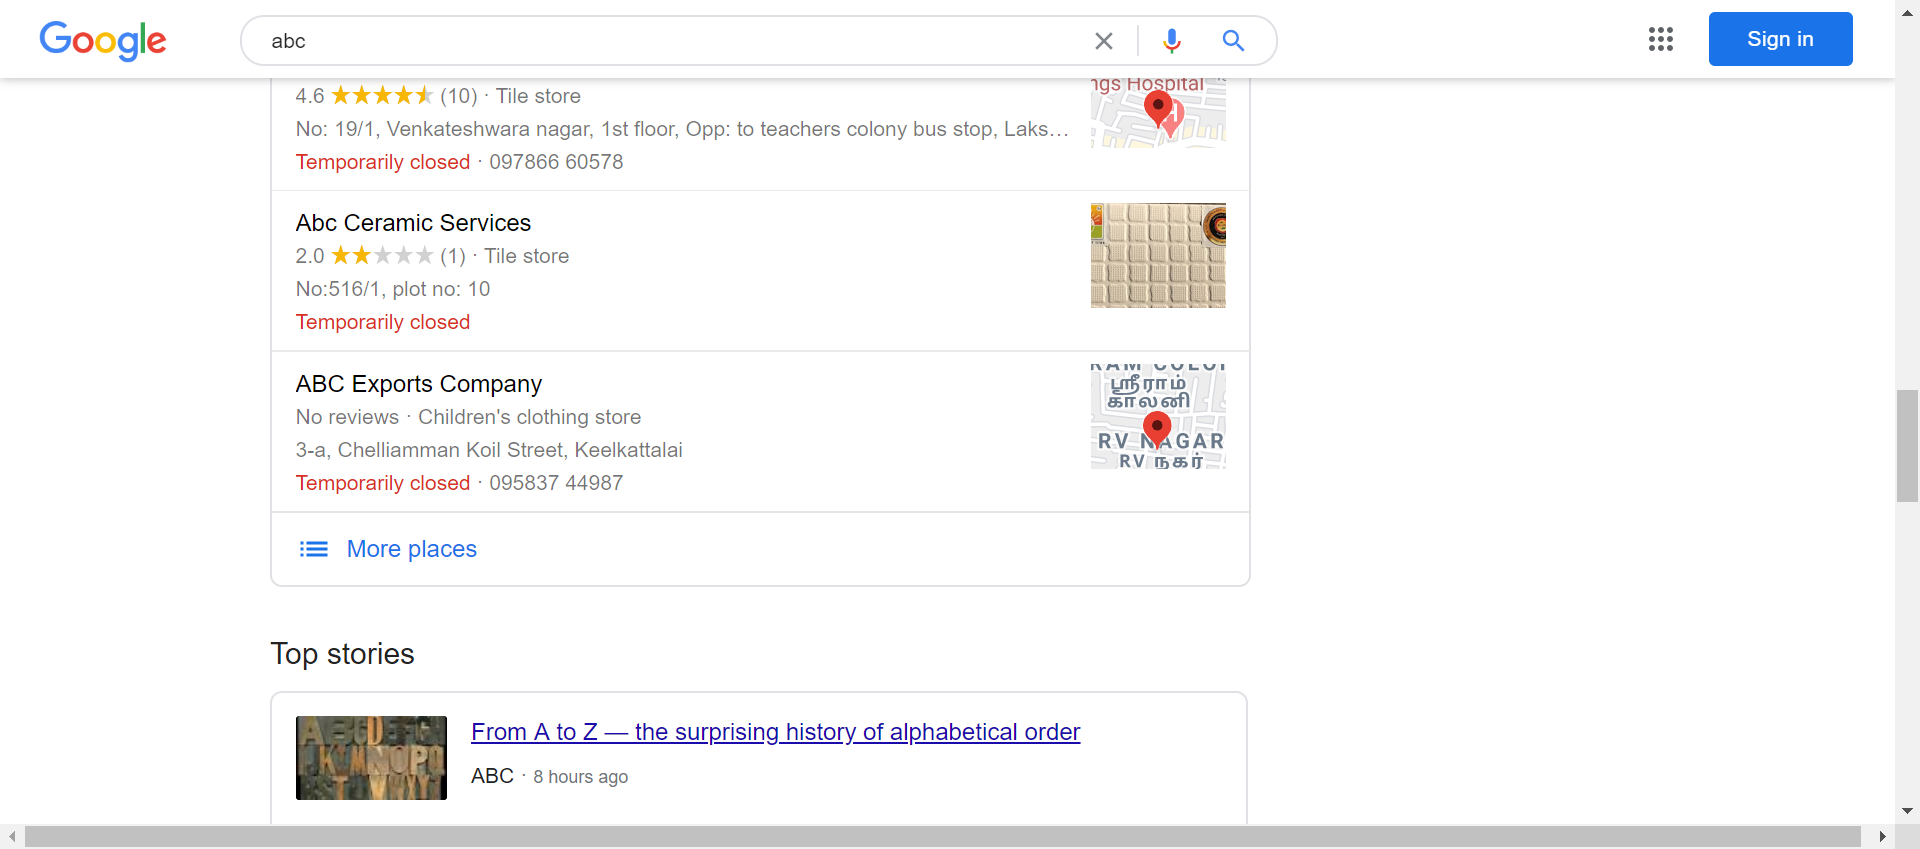 Google
abc
Sign in
4.6 (10) · Tile store
No: 19/1, Venkateshwara nagar, 1st floor, Opp: to teachers colony bus stop, Laks...
Temporarily closed · 097866 60578
ngs Hospital
H
Abc Ceramic Services
2.0 (1) · Tile store
No:516/1, plot no: 10
Temporarily closed
ABC Exports Company
No reviews · Children's clothing store
3-a, Chelliamman Koil Street, Keelkattalai
Temporarily closed · 095837 44987
ஸ்ரீராம்
காலனி
RV NAGAR
RV நகர்
More places
Top stories
From A to Z — the surprising history of alphabetical order
ABC · 8 hours ago